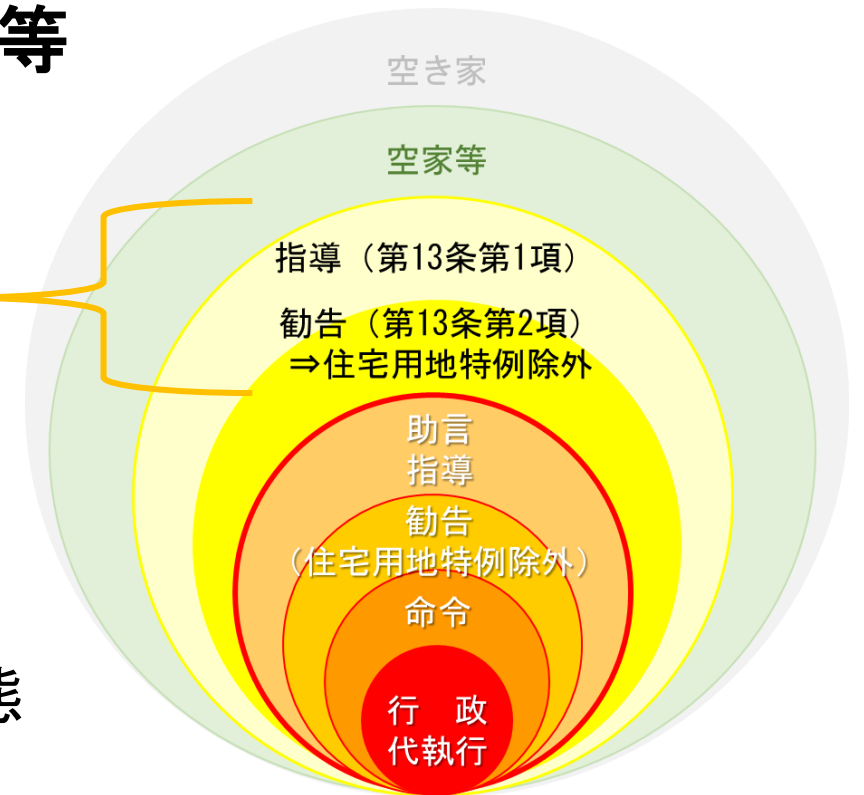 等
空き家
空家等
指導（第13条第1項）
勧告（第13条第2項）
⇒住宅用地特例除外
助言
指導
勧告
（住宅用地特例除外）
命令
態
行　政
代執行